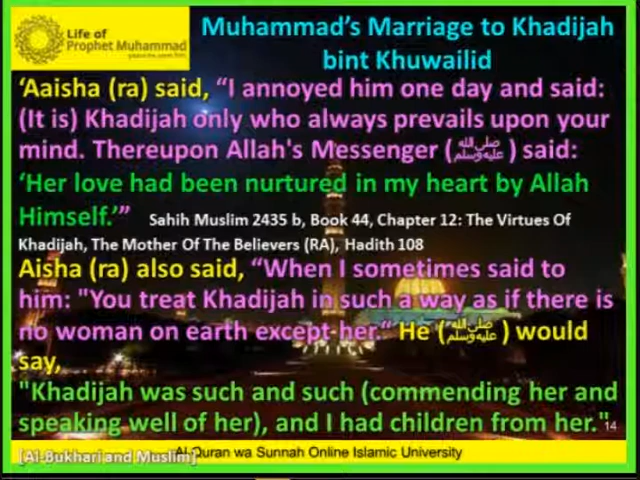 Life of
Prophet Muhammad
Muhammad's Marriage to Khadijah
bint Khuwailid
'Aaisha (ra) said, "I annoyed him one day and said:
(It is) Khadijah only who always prevails upon your
mind. Thereupon Allah's Messenger (ﷺ) said:
'Her love had been nurtured in my heart by Allah
Himself.'" Sahih Muslim 2435 b, Book 44, Chapter 12: The Virtues Of
Khadijah, The Mother Of The Believers (RA), Hadith 108
Aisha (ra) also said, "When I sometimes said to
him: "You treat Khadijah in such a way as if there is
no woman on earth except her." He (ﷺ) would
say,
"Khadijah was such and such (commending her and
speaking well of her), and I had children from her."
14
[Al-Bukhari and Muslim]
Al Quran wa Sunnah Online Islamic University